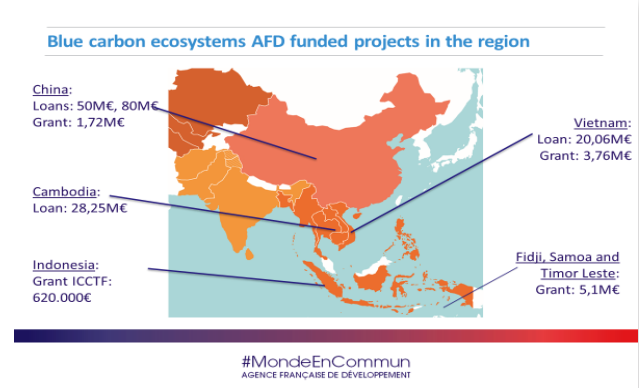 Blue carbon ecosystems AFD funded projects in the region
China:
Loans: 50M€, 80M€
Grant: 1,72M€
Vietnam:
Loan: 20,06M€
Grant: 3,76M€
Cambodia:
Loan: 28,25M€
Indonesia:
Grant ICCTF:
620.000€
Fidji, Samoa and
Timor Leste:
Grant: 5,1M€
#MondeEnCommun
AGENCE FRANÇAISE DE DÉVELOPPEMENT